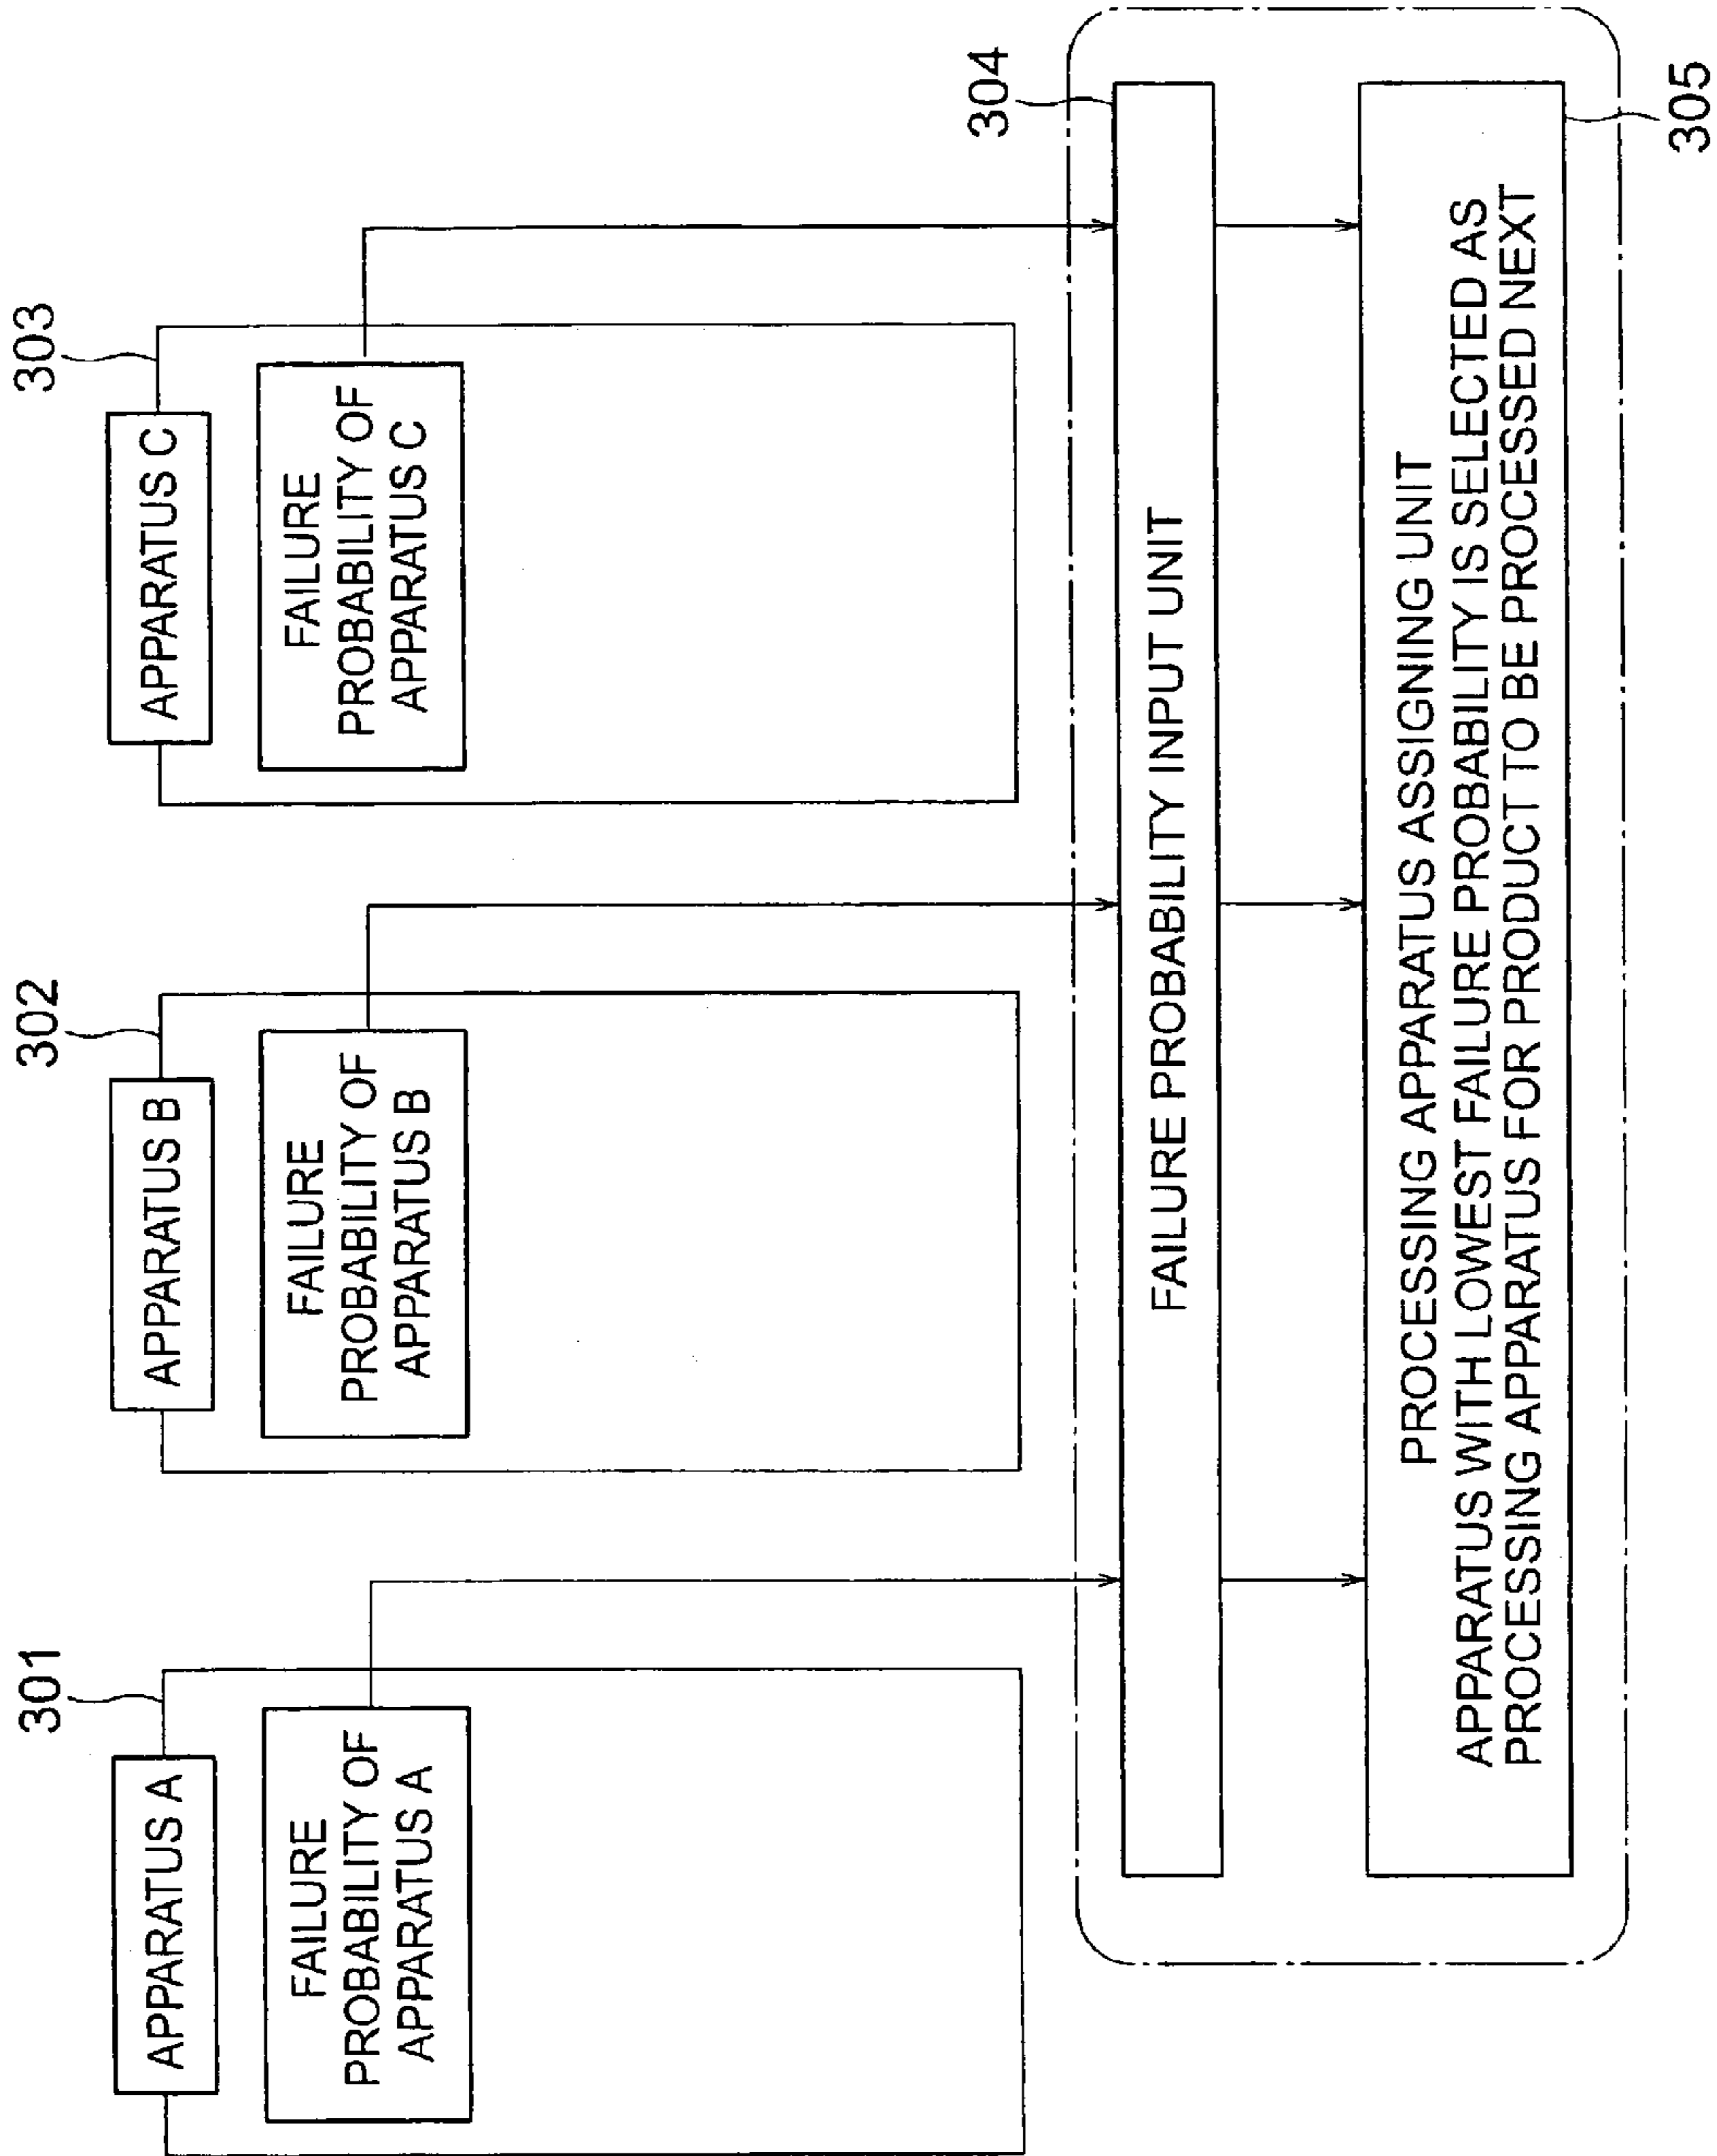 301
APPARATUS A
FAILURE
PROBABILITY OF
APPARATUS A
302
APPARATUS B
FAILURE
PROBABILITY OF
APPARATUS B
303
APPARATUS C
FAILURE
PROBABILITY OF
APPARATUS C
304
FAILURE PROBABILITY INPUT UNIT
PROCESSING APPARATUS ASSIGNING UNIT
APPARATUS WITH LOWEST FAILURE PROBABILITY IS SELECTED AS
PROCESSING APPARATUS FOR PRODUCT TO BE PROCESSED NEXT
305